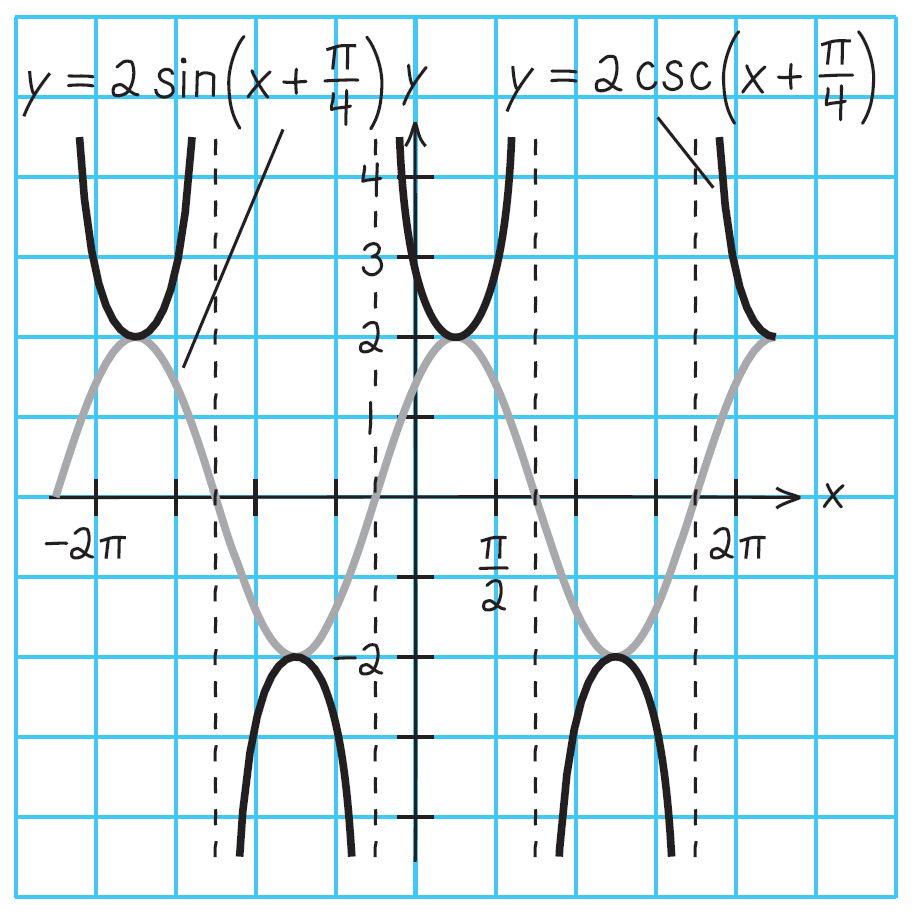 y = 2 sin(x + π/4) y y = 2 csc(x + π/4)
4
3
2
1
x
-2π π/2 2π
-2